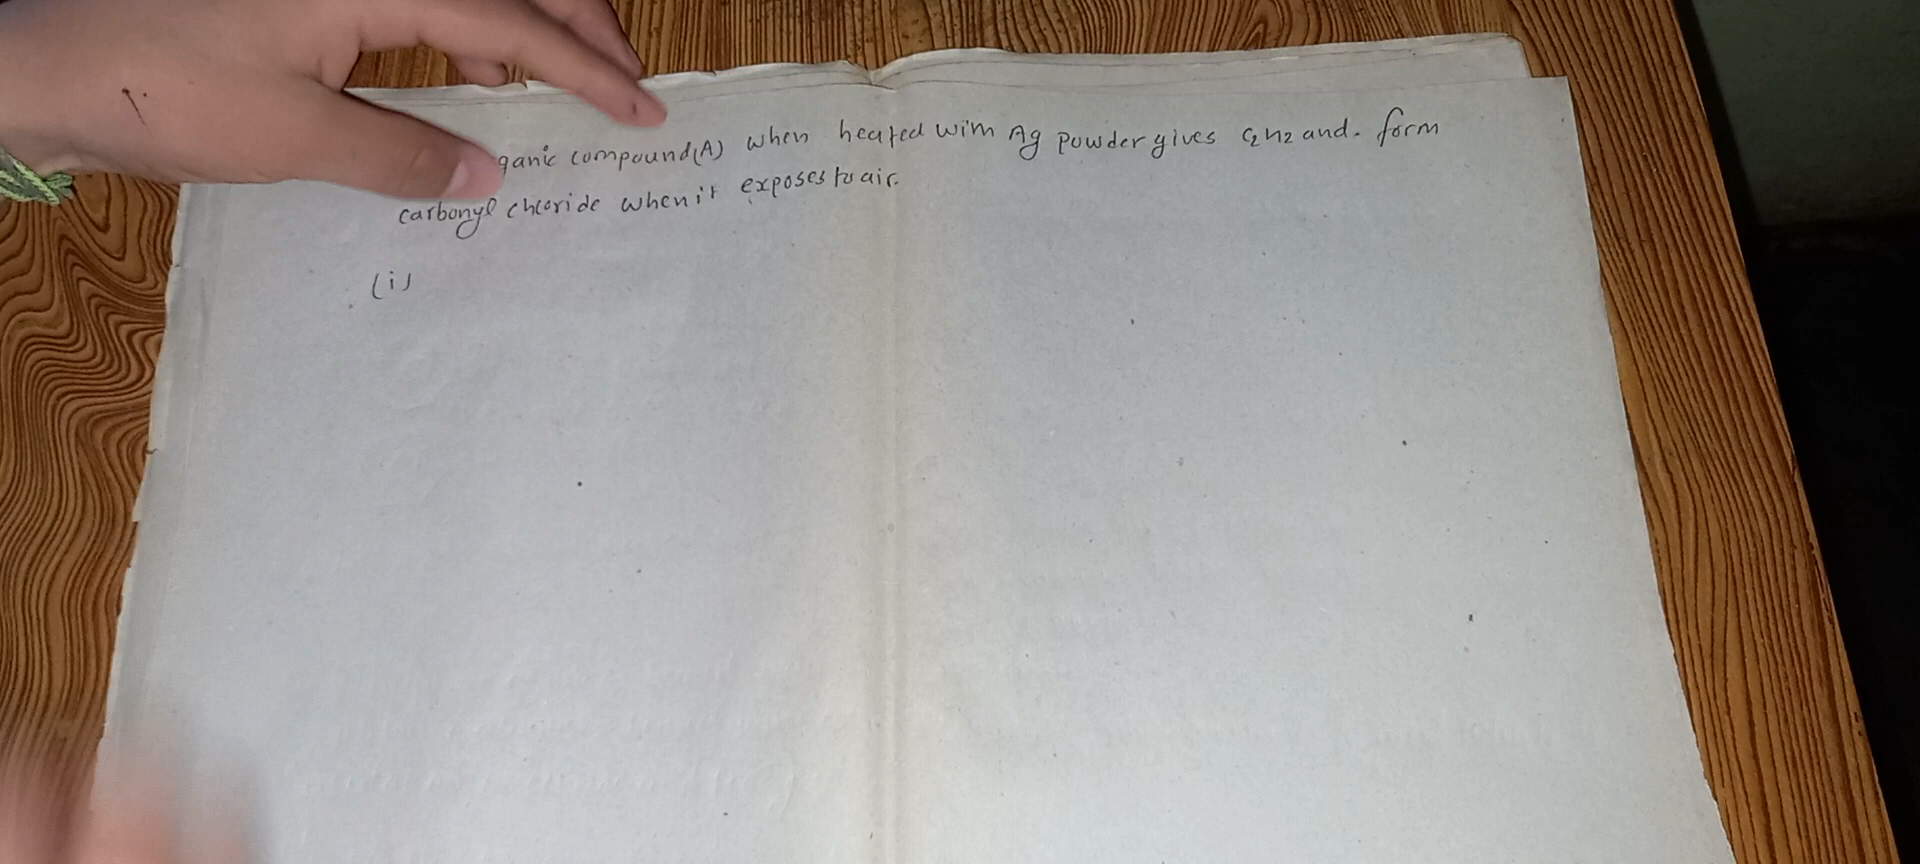 ganic compound(A) when heated with Ag powder gives C2H2 and. form
carbonyl chloride when it exposes to air.
(i)